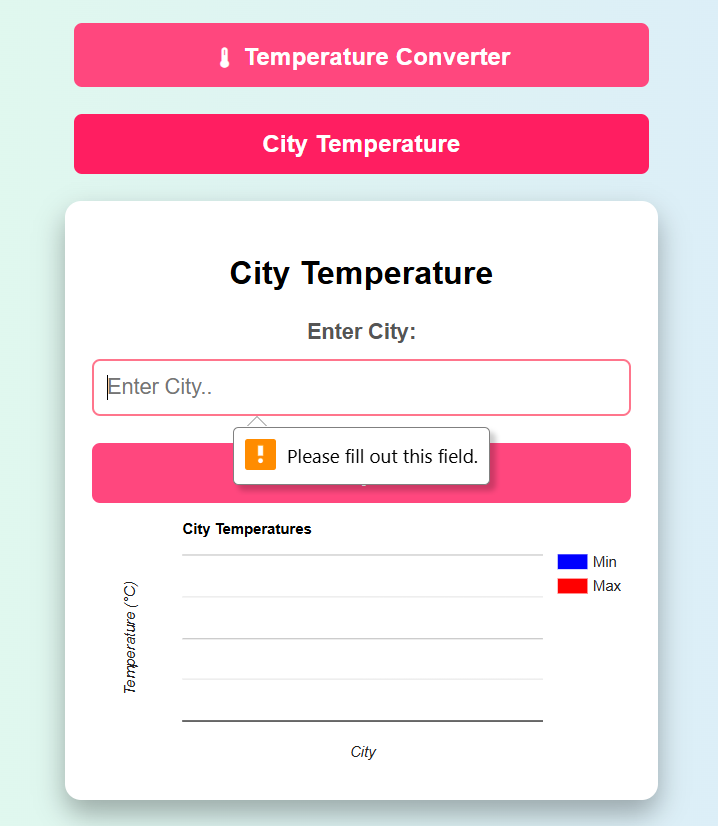 Temperature Converter
City Temperature
City Temperature
Enter City:
Enter City..
Please fill out this field.
City Temperatures
Min
Max
Temperature (°C)
City